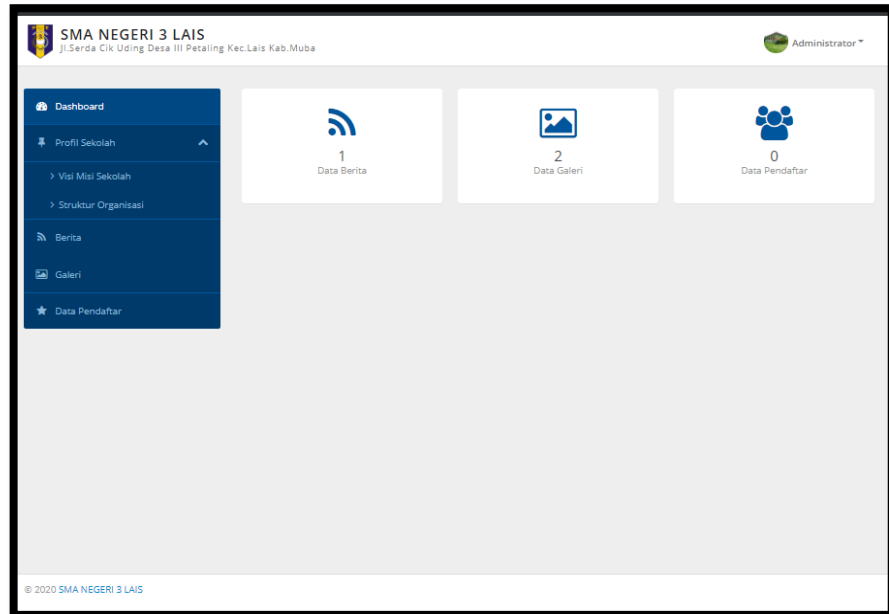 SMA NEGERI 3 LAIS
Jl.Serda Cik Uding Desa III Petaling Kec.Lais Kab.Muba
Administrator
Dashboard
Profil Sekolah
Visi Misi Sekolah
Struktur Organisasi
Berita
Galeri
Data Pendaftar
1
Data Berita
2
Data Galeri
0
Data Pendaftar
© 2020 SMA NEGERI 3 LAIS